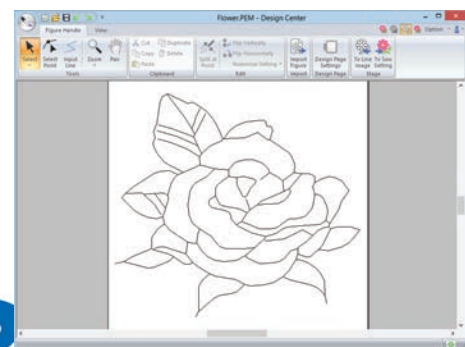 Flower.PEM - Design Center
Figure Handle View Option
Select Select Point Input Line Zoom Pan Cut Duplicate Copy Delete Paste Split at Point Flip Vertically Flip Horizontally Numerical Setting Import Figure Design Page Settings To Line Image To Sew Setting
Tools Clipboard Edit Import Design Page Stage